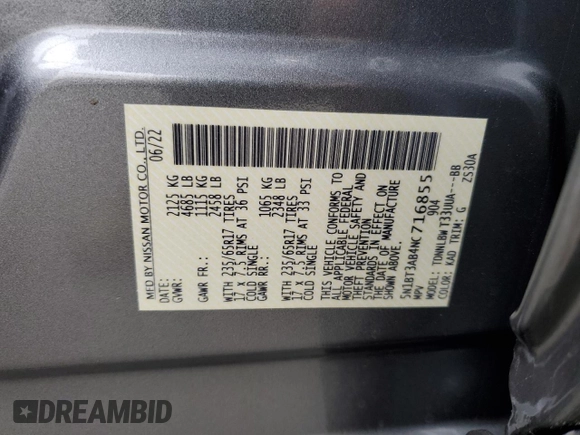 MFD BY NISSAN MOTOR CO., LTD.
06/22
GVWR: 2125 KG
4685 LB
GAWR FR.: 1115 KG
2458 LB
WITH 235/65R17 TIRES
17 x 7.5 RIMS AT 36 PSI
COLD SINGLE
GAWR RR.: 1065 KG
2348 LB
WITH 235/65R17 TIRES
17 x 7.5 RIMS AT 33 PSI
COLD SINGLE
THIS VEHICLE CONFORMS TO
ALL APPLICABLE FEDERAL
MOTOR VEHICLE SAFETY AND
THEFT PREVENTION
STANDARDS IN EFFECT ON
THE DATE OF MANUFACTURE
SHOWN ABOVE.
5N1BT3AB4NC716855
MPV 904
MODEL: TDNNLBW T330UA---BB
COLOR: KAD TRIM: G
ZS30A
DREAMBID